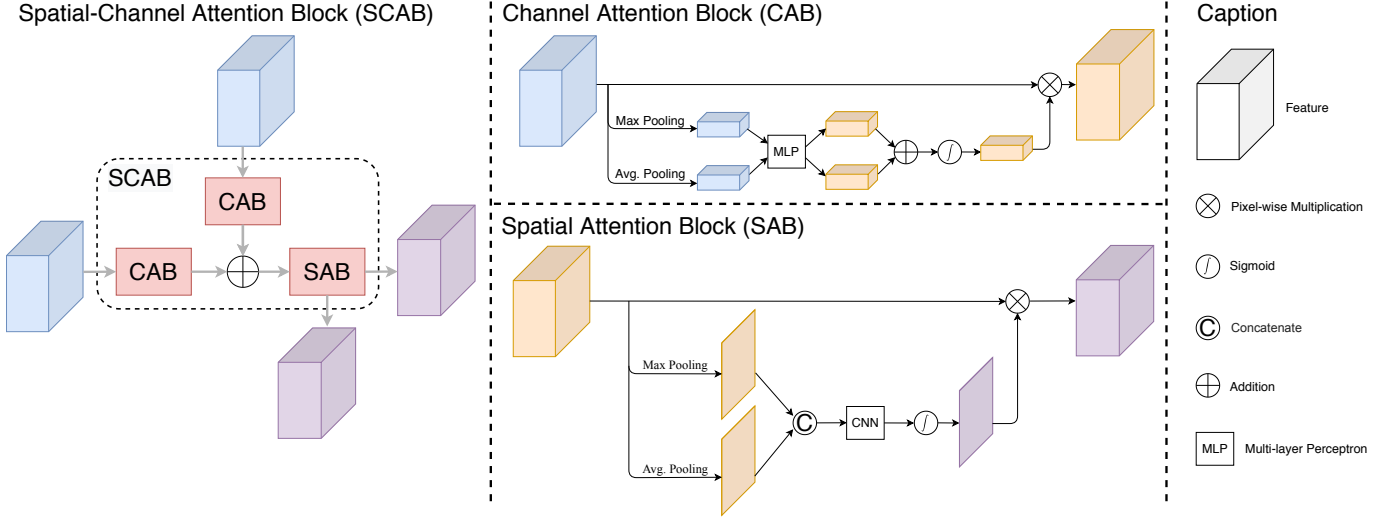 Spatial-Channel Attention Block (SCAB)
SCAB
CAB
CAB
SAB
Channel Attention Block (CAB)
Max Pooling
MLP
Avg. Pooling
Spatial Attention Block (SAB)
Max Pooling
C
CNN
Avg. Pooling
Caption
Feature
Pixel-wise Multiplication
Sigmoid
C Concatenate
Addition
MLP Multi-layer Perceptron